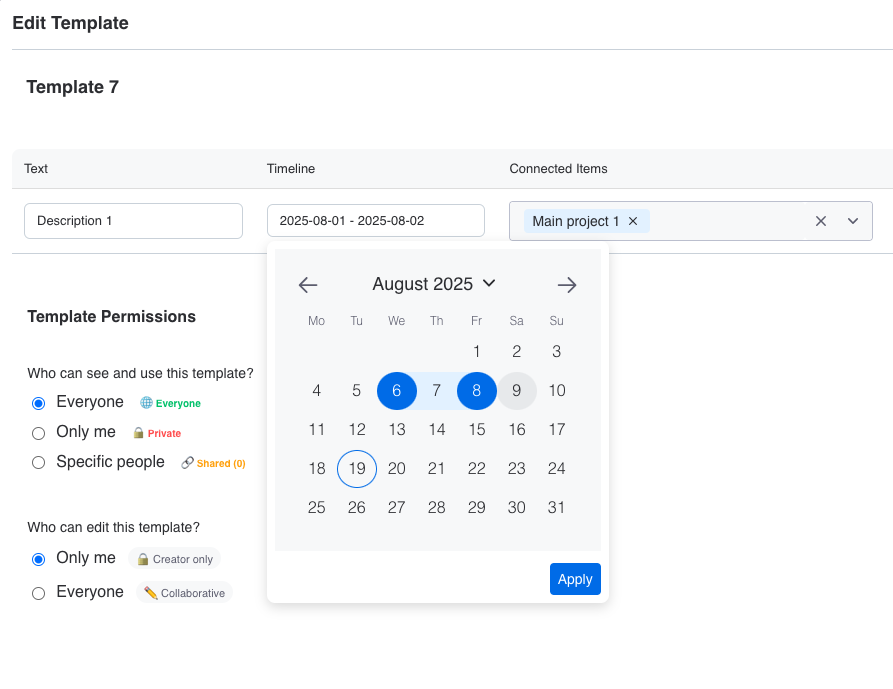 Edit Template
Template 7
Text Timeline Connected Items
Description 1 2025-08-01 - 2025-08-02 Main project 1
August 2025
Mo Tu We Th Fr Sa Su
1 2 3
4 5 6 7 8 9 10
11 12 13 14 15 16 17
18 19 20 21 22 23 24
25 26 27 28 29 30 31
Apply
Template Permissions
Who can see and use this template?
Everyone Everyone
Only me Private
Specific people Shared (0)
Who can edit this template?
Only me Creator only
Everyone Collaborative